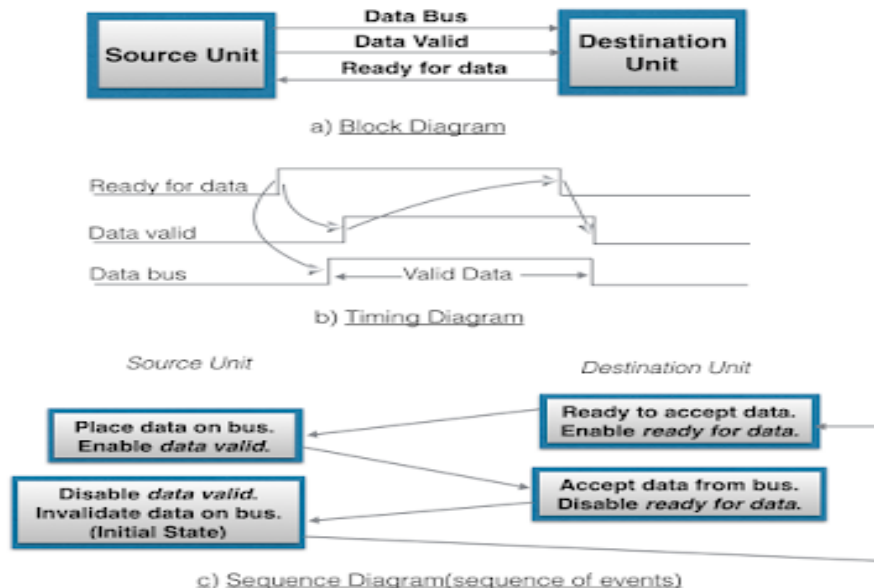 Data Bus
Source Unit
Data Valid
Destination
Unit
Ready for data
a) Block Diagram
Ready for data
Data valid
Data bus
Valid Data
b) Timing Diagram
Source Unit
Destination Unit
Place data on bus.
Enable data valid.
Ready to accept data.
Enable ready for data.
Disable data valid.
Invalidate data on bus.
(Initial State)
Accept data from bus.
Disable ready for data.
c) Sequence Diagram(sequence of events)